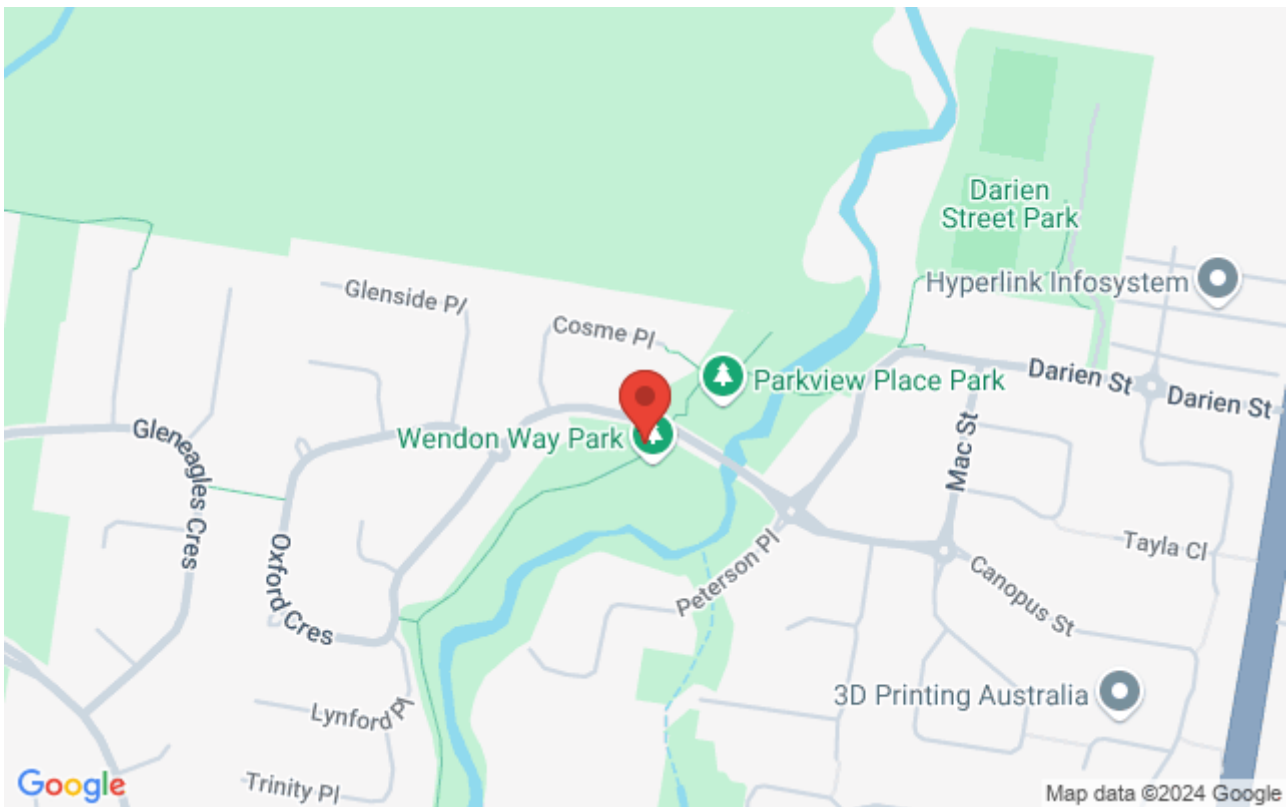 Darien
Street Park
Hyperlink Infosystem
Glenside Pl
Cosme Pl
Parkview Place Park
Darien St
Darien St
Wendon Way Park
Gleneagles Cres
Mac St
Oxford Cres
Tayla Cl
Peterson Pl
Canopus St
3D Printing Australia
Lynford Pl
Trinity Pl
Google
Map data ©2024 Google